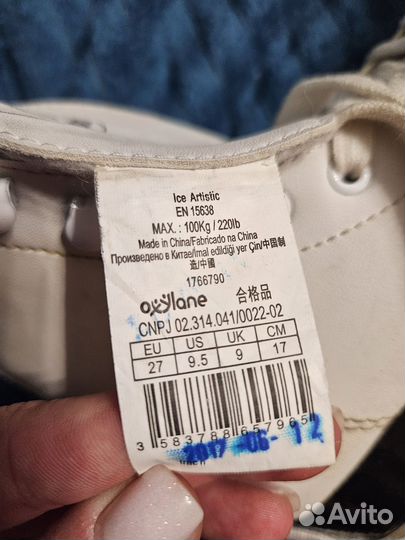 Ice Artistic
EN 15638
MAX. : 100Kg / 220lb
Made in China/Fabricado na China
Произведено в Китае/İmal edildiği yer Çin/中国制
造/中國
1766790
oxylane 合格品
CNPJ 02.314.041/0022-02
EU US UK CM
27 9.5 9 17
3 583788 657965
2017 -06- 12
Avito